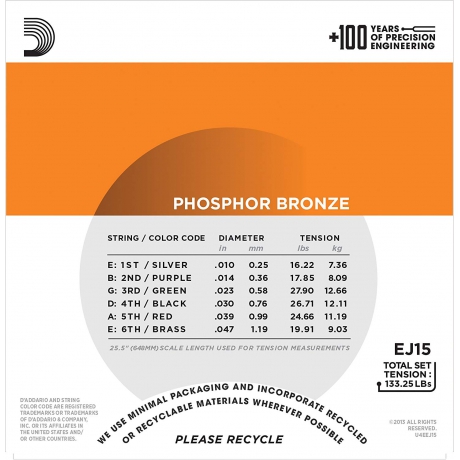 +100 YEARS
OF PRECISION
ENGINEERING
PHOSPHOR BRONZE
STRING / COLOR CODE DIAMETER TENSION
in mm lbs kg
E: 1ST / SILVER .010 0.25 16.22 7.36
B: 2ND / PURPLE .014 0.36 17.85 8.09
G: 3RD / GREEN .023 0.58 27.90 12.66
D: 4TH / BLACK .030 0.76 26.71 12.11
A: 5TH / RED .039 0.99 24.66 11.19
E: 6TH / BRASS .047 1.19 19.91 9.03
25.5" (648MM) SCALE LENGTH USED FOR TENSION MEASUREMENTS
EJ15
TOTAL SET
TENSION :
133.25 LBs
D'ADDARIO AND STRING
COLOR CODE ARE REGISTERED
TRADEMARKS OR TRADEMARKS
OF D'ADDARIO & COMPANY,
INC. OR ITS AFFILIATES IN
THE UNITED STATES AND/
OR OTHER COUNTRIES.
WE USE MINIMAL PACKAGING AND INCORPORATE RECYCLED
OR RECYCLABLE MATERIALS WHEREVER POSSIBLE
PLEASE RECYCLE
©2013 ALL RIGHTS
RESERVED.
U4EEJ15